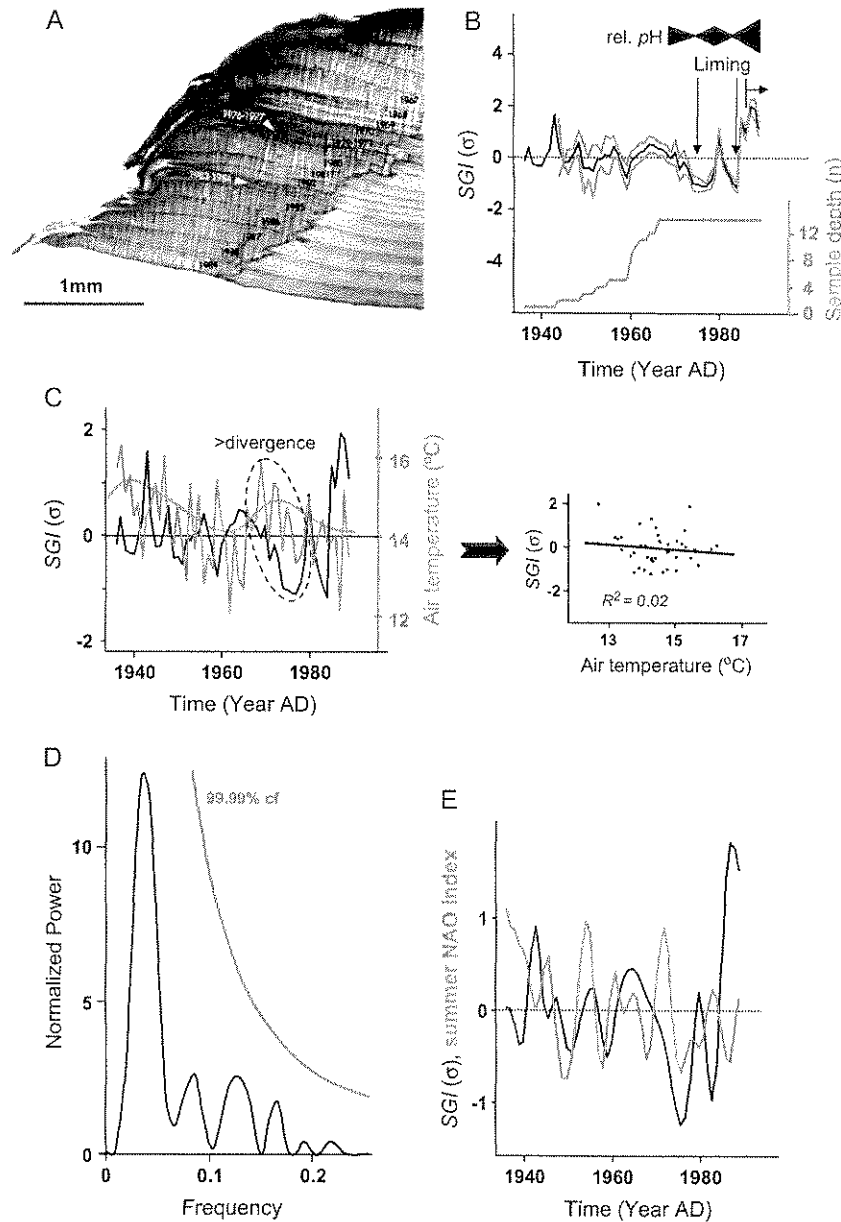 A
1976-1977
1mm
B
rel. pH
Liming
SGI (σ)
4
2
0
-2
-4
Sample depth (n)
12
8
4
0
1940
1960
1980
Time (Year AD)
C
>divergence
SGI (σ)
2
0
-2
Air temperature (ºC)
16
14
12
1940
1960
1980
Time (Year AD)
SGI (σ)
2
0
-2
R² = 0.02
13
15
17
Air temperature (ºC)
D
99.99% cf
Normalized Power
10
5
0
0
0.1
0.2
Frequency
E
SGI (σ), summer NAO Index
1
0
-1
1940
1960
1980
Time (Year AD)